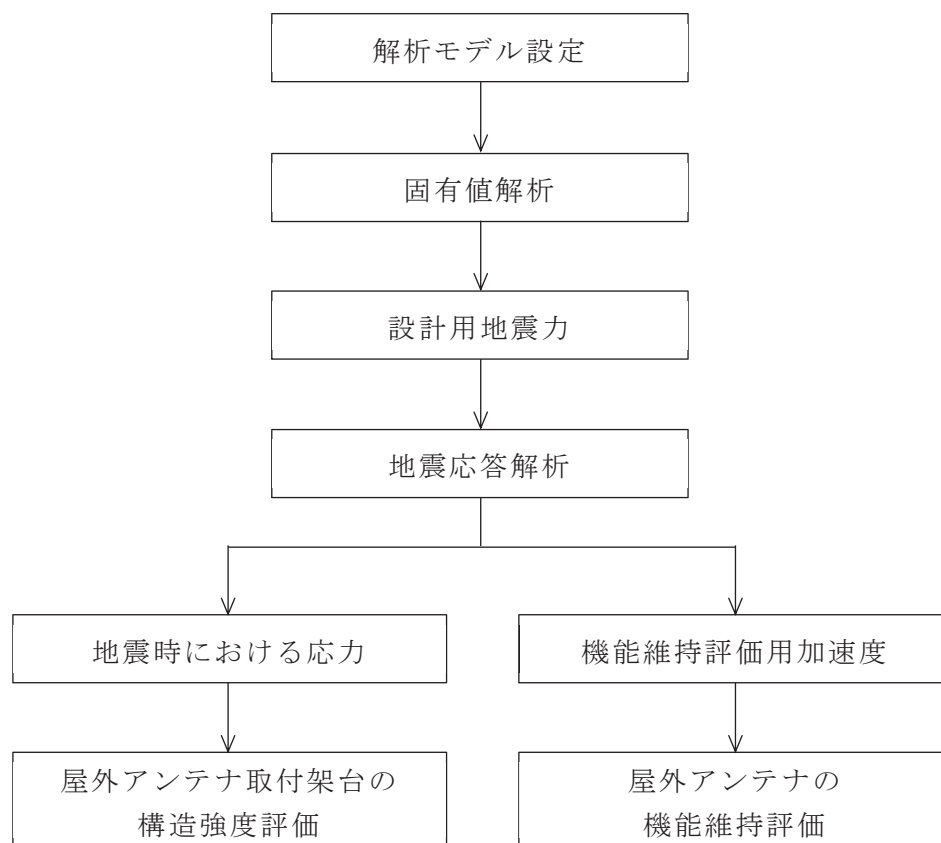 解析モデル設定
固有値解析
設計用地震力
地震応答解析
地震時における応力
機能維持評価用加速度
屋外アンテナ取付架台の
構造強度評価
屋外アンテナの
機能維持評価